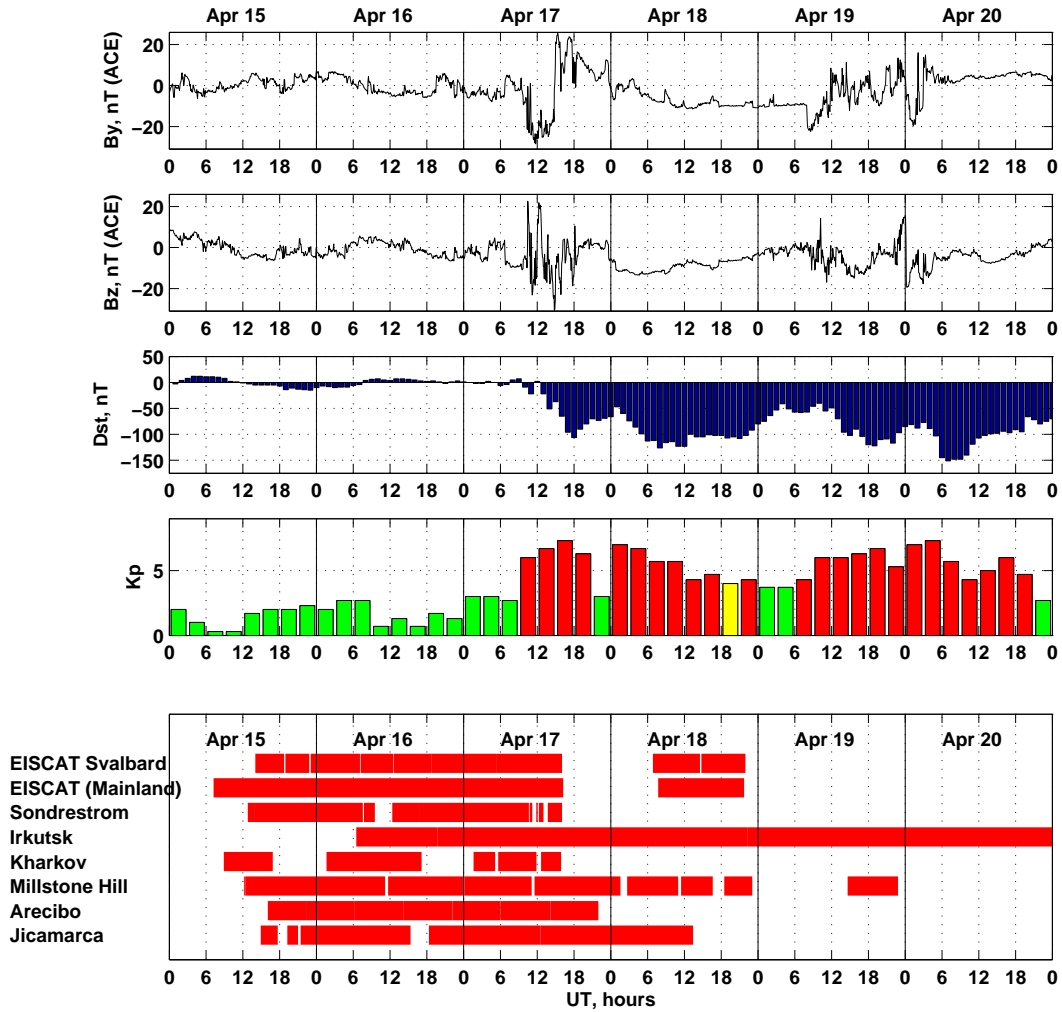 Apr 15 Apr 16 Apr 17 Apr 18 Apr 19 Apr 20
By, nT (ACE)
20
0
−20
0 6 12 18 0 6 12 18 0 6 12 18 0 6 12 18 0 6 12 18 0 6 12 18 0
Bz, nT (ACE)
20
0
−20
0 6 12 18 0 6 12 18 0 6 12 18 0 6 12 18 0 6 12 18 0 6 12 18 0
Dst, nT
50
0
−50
−100
−150
0 6 12 18 0 6 12 18 0 6 12 18 0 6 12 18 0 6 12 18 0 6 12 18 0
Kp
5
0
0 6 12 18 0 6 12 18 0 6 12 18 0 6 12 18 0 6 12 18 0 6 12 18 0
Apr 15 Apr 16 Apr 17 Apr 18 Apr 19 Apr 20
EISCAT Svalbard
EISCAT (Mainland)
Sondrestrom
Irkutsk
Kharkov
Millstone Hill
Arecibo
Jicamarca
0 6 12 18 0 6 12 18 0 6 12 18 0 6 12 18 0 6 12 18 0 6 12 18 0
UT, hours